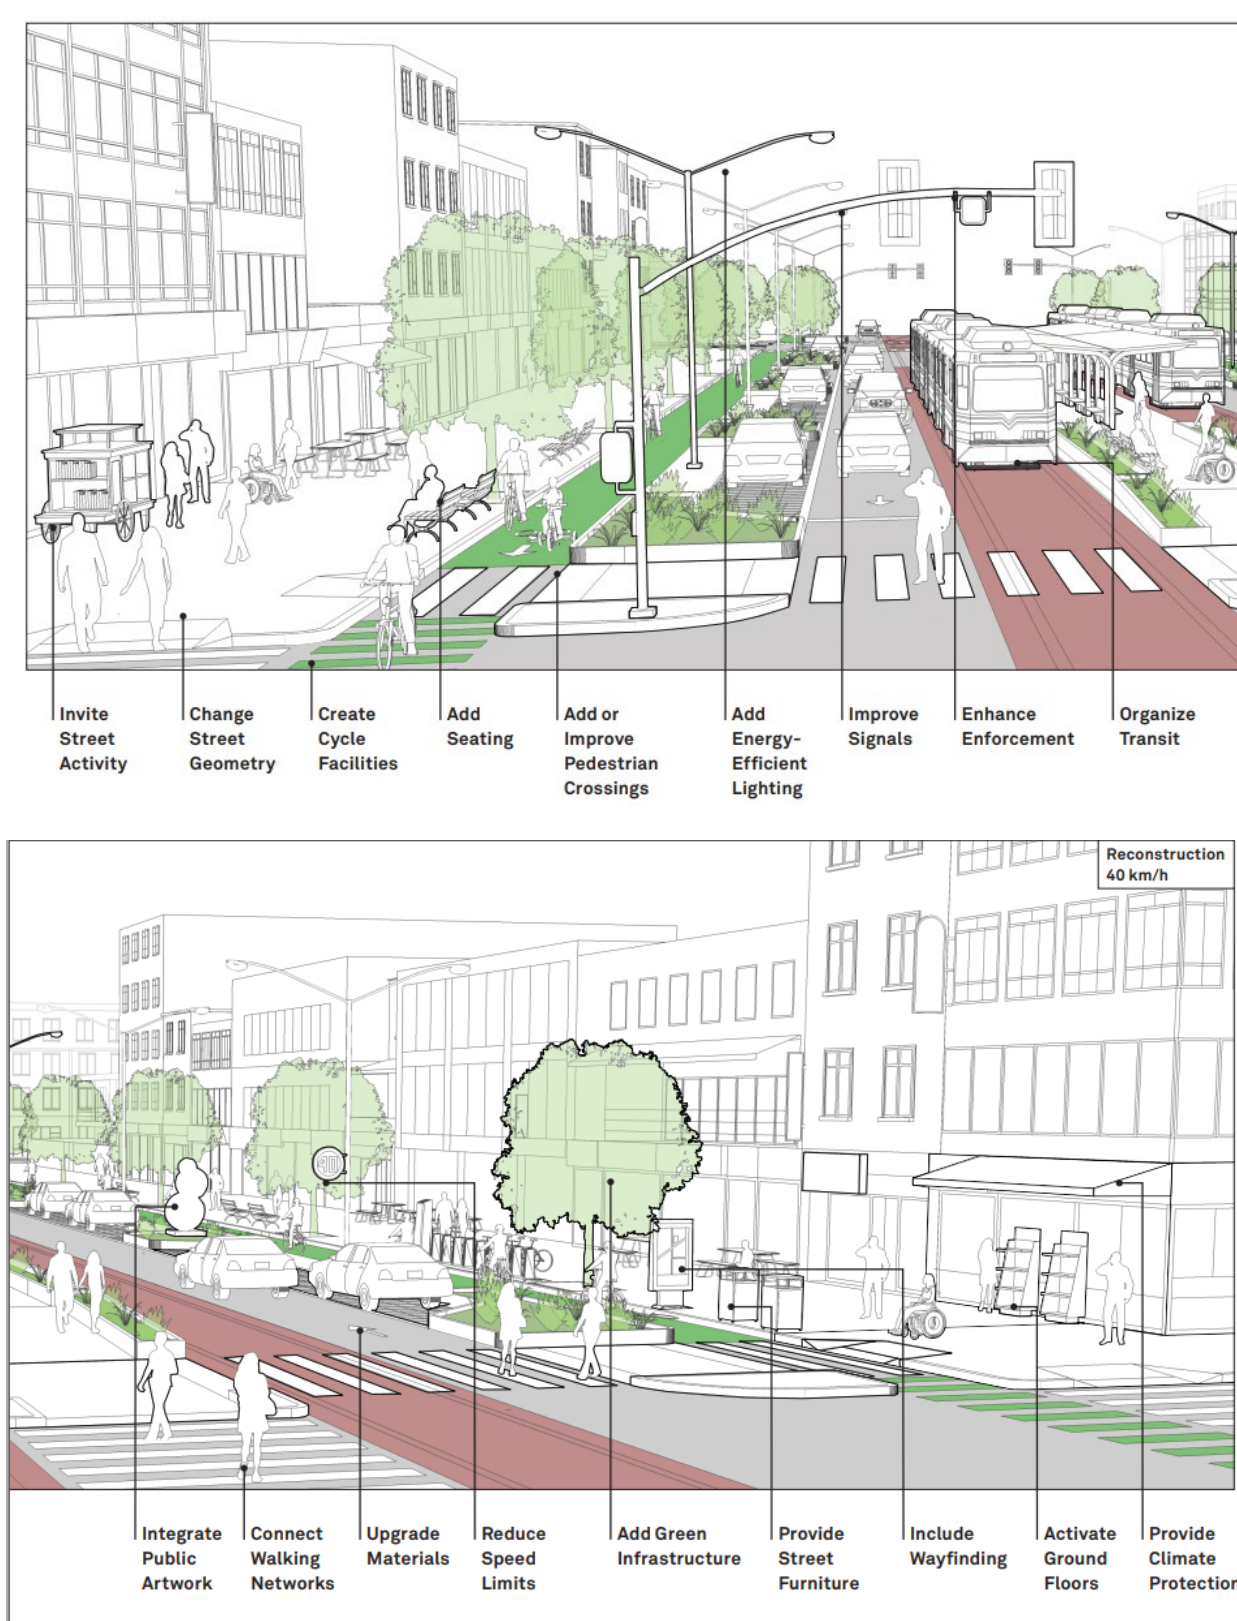 Invite
Street
Activity
Change
Street
Geometry
Create
Cycle
Facilities
Add
Seating
Add or
Improve
Pedestrian
Crossings
Add
Energy-
Efficient
Lighting
Improve
Signals
Enhance
Enforcement
Organize
Transit
Reconstruction
40 km/h
40
Integrate
Public
Artwork
Connect
Walking
Networks
Upgrade
Materials
Reduce
Speed
Limits
Add Green
Infrastructure
Provide
Street
Furniture
Include
Wayfinding
Activate
Ground
Floors
Provide
Climate
Protection